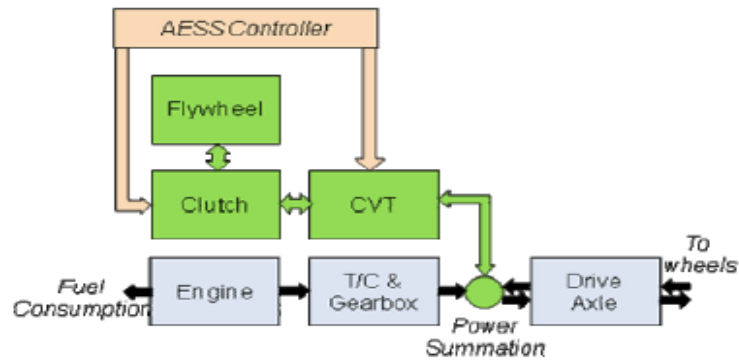 AESS Controller
Flywheel
Clutch
CVT
To
wheels
Fuel
Consumption
Engine
T/C &
Gearbox
Drive
Axle
Power
Summation